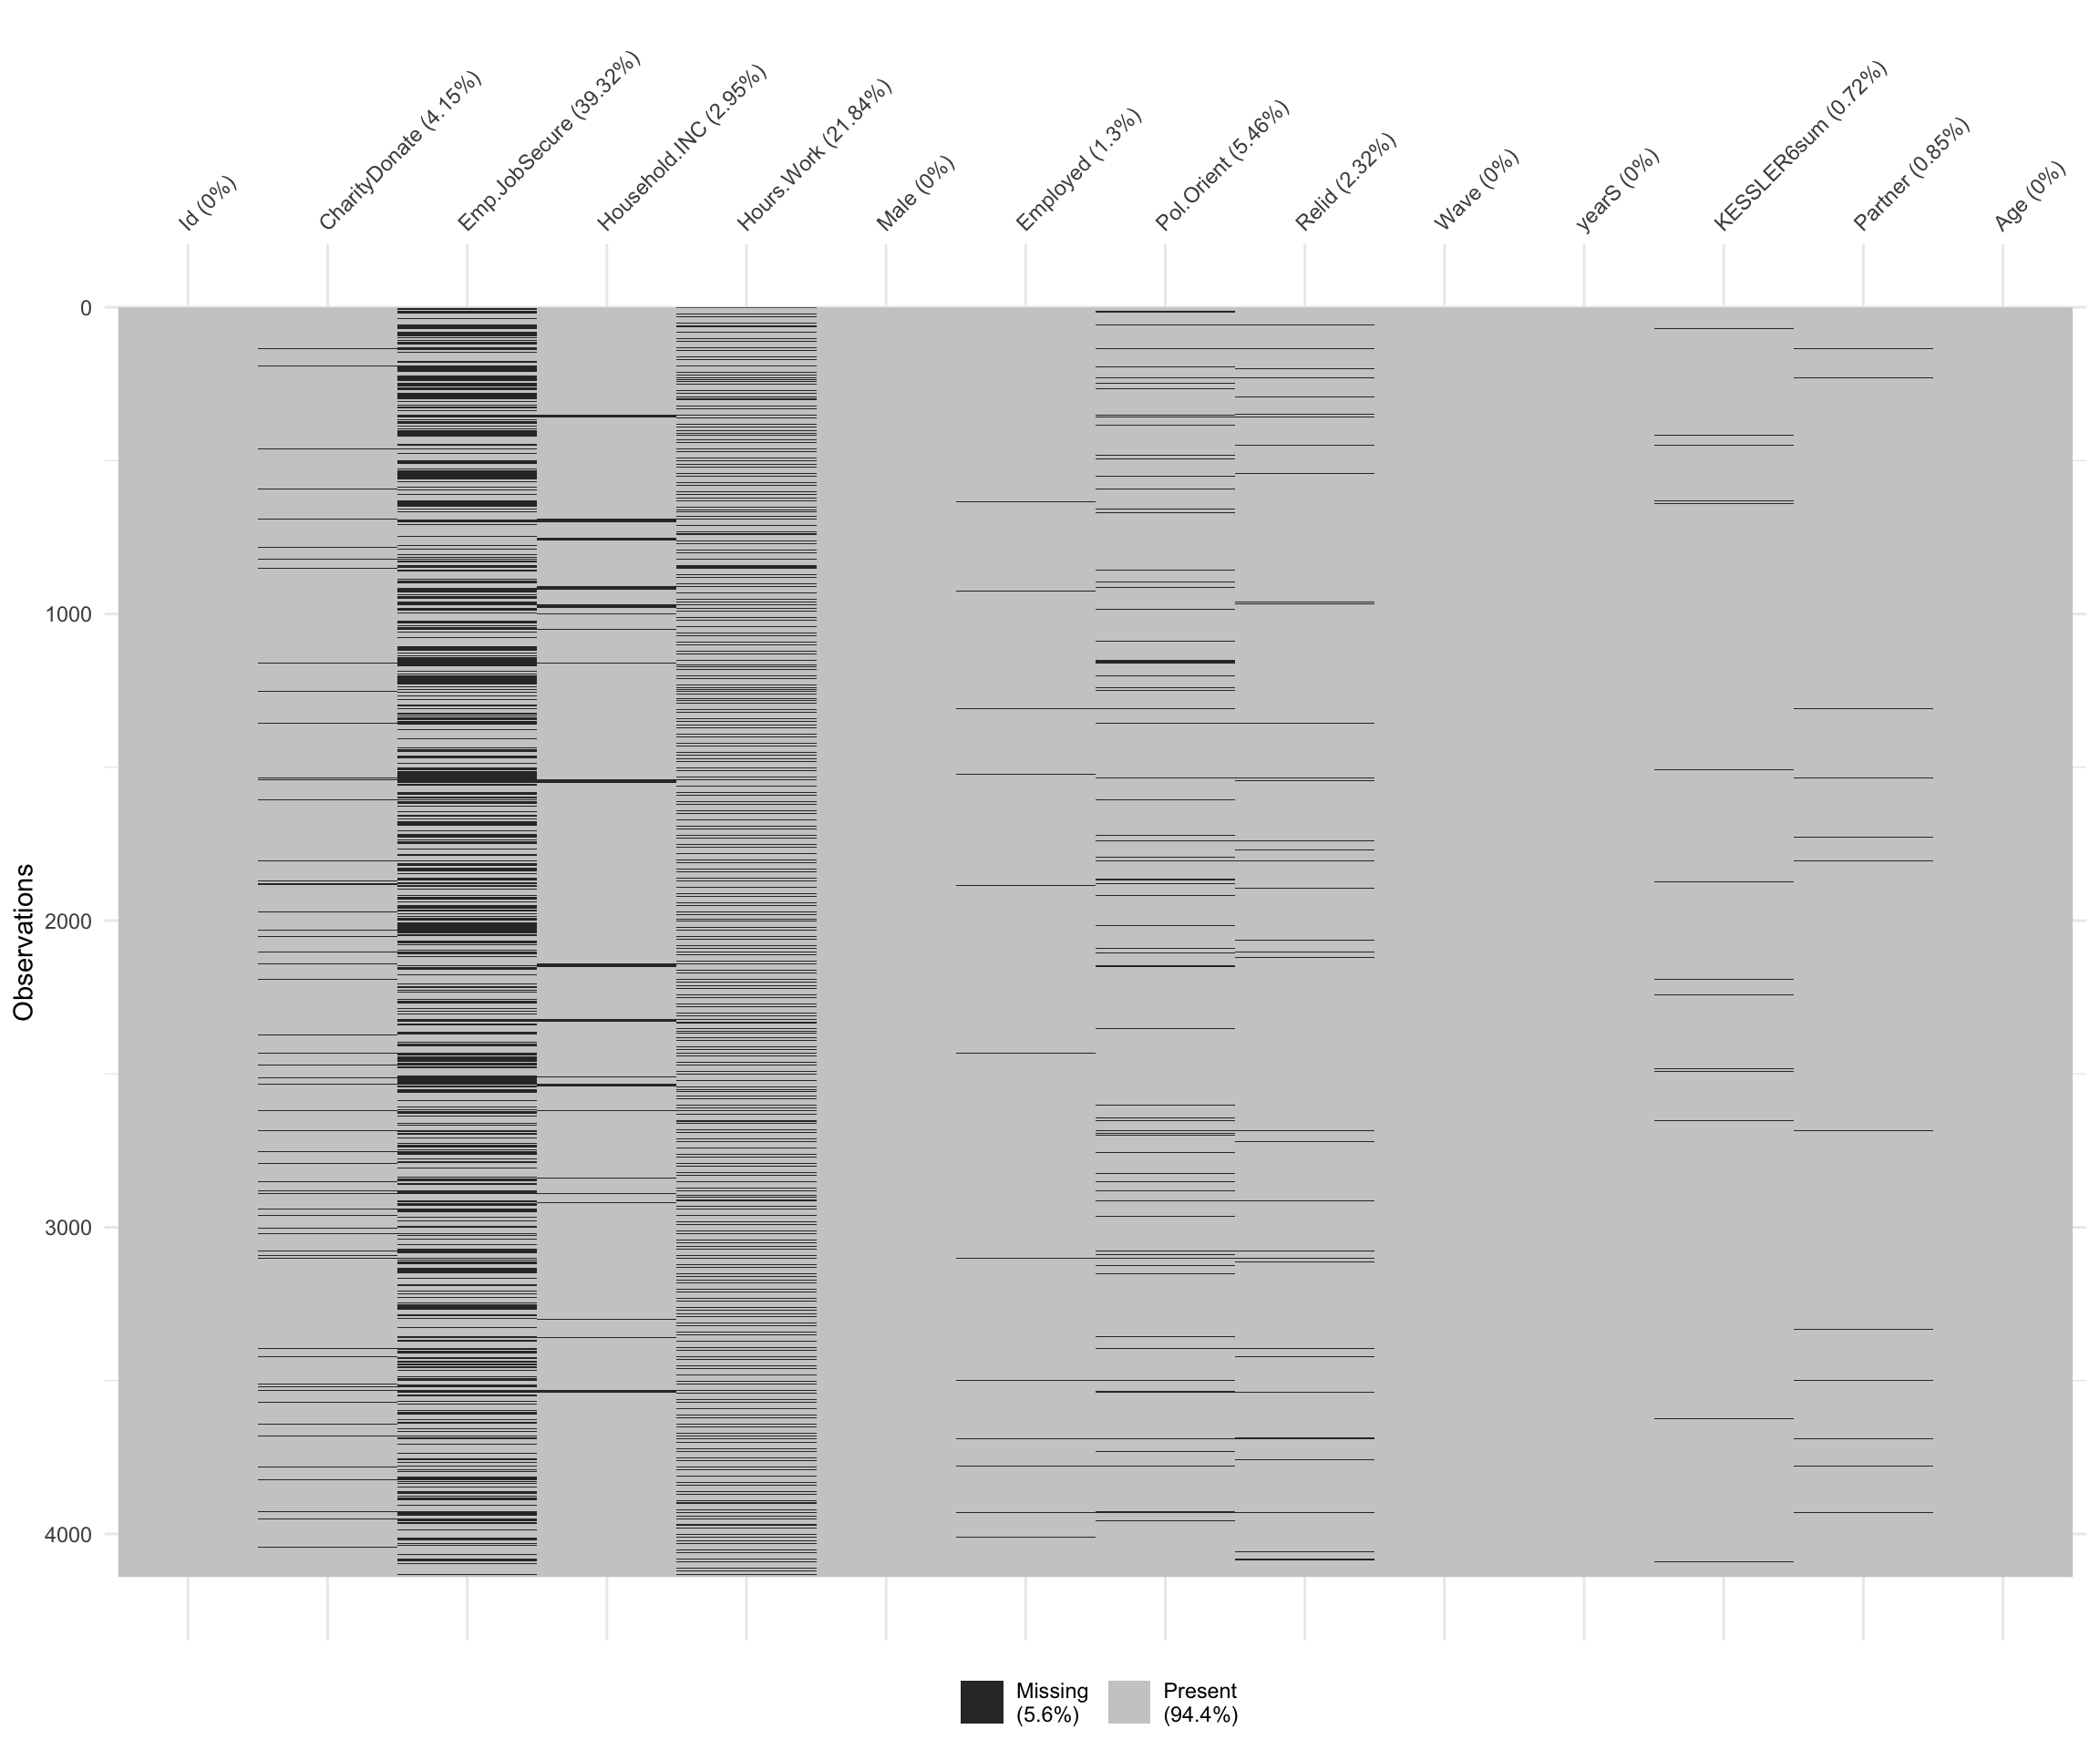 Id (0%)
CharityDonate (4.15%)
Emp.JobSecure (39.32%)
Household.INC (2.95%)
Hours.Work (21.84%)
Male (0%)
Employed (1.3%)
Pol.Orient (5.46%)
Relid (2.32%)
Wave (0%)
yearS (0%)
KESSLER6sum (0.72%)
Partner (0.85%)
Age (0%)
0
1000
2000
3000
4000
Observations
Missing
(5.6%)
Present
(94.4%)